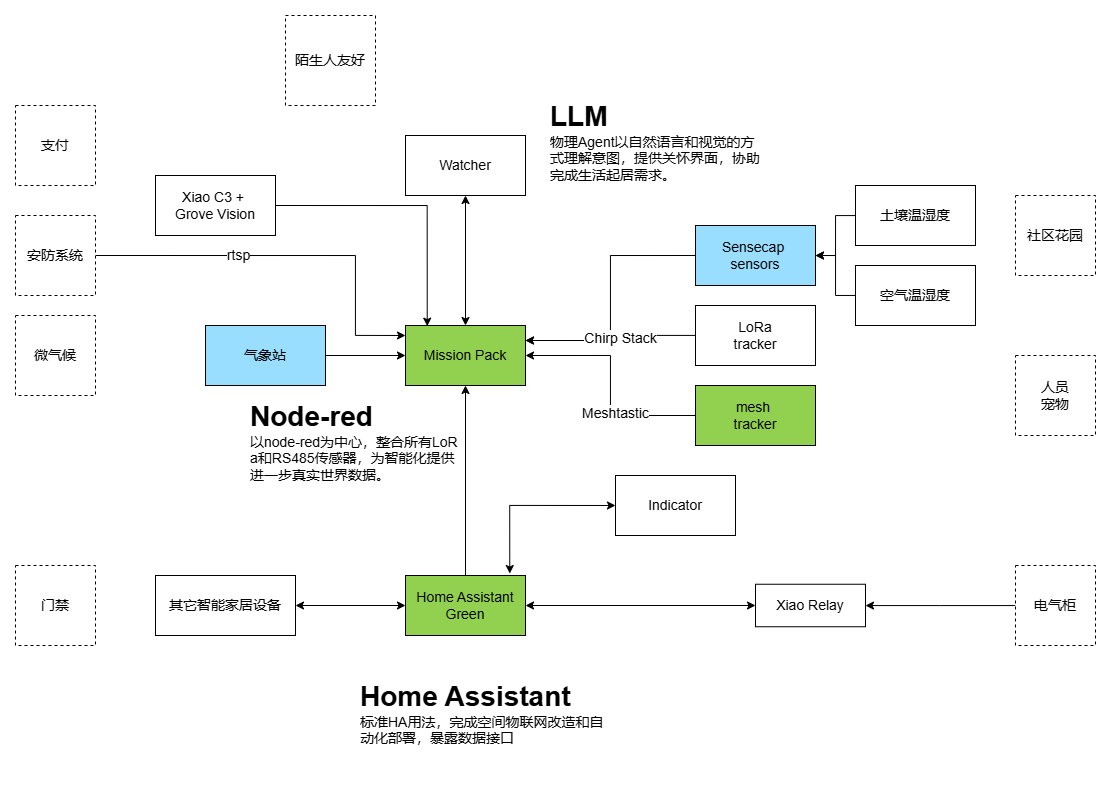 陌生人友好
LLM
物理Agent以自然语言和视觉的方
式理解意图，提供关怀界面，协助
完成生活起居需求。
支付
Watcher
Xiao C3 +
Grove Vision
土壤温湿度
社区花园
安防系统
rtsp
Sensecap
sensors
空气温湿度
微气候
气象站
Mission Pack
Chirp Stack
LoRa
tracker
人员
宠物
Node-red
以node-red为中心，整合所有LoR
a和RS485传感器，为智能化提供
进一步真实世界数据。
Meshtastic
mesh
tracker
Indicator
门禁
其它智能家居设备
Home Assistant
Green
Xiao Relay
电气柜
Home Assistant
标准HA用法，完成空间物联网改造和自
动化部署，暴露数据接口